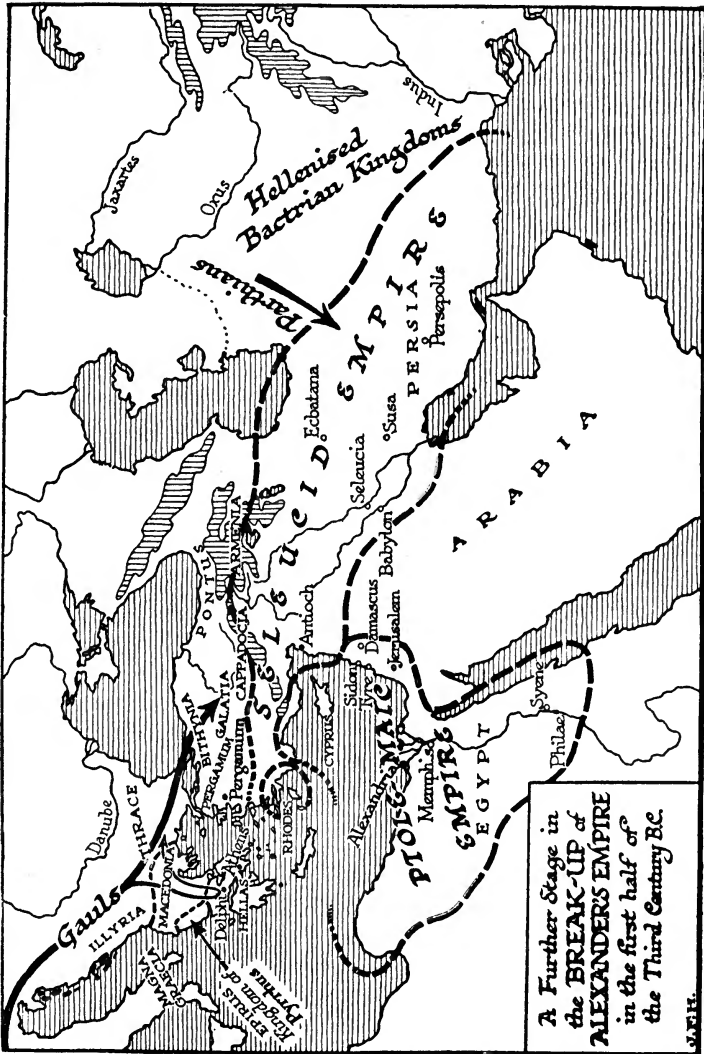 Jaxartes
Oxus
Indus
Hellenised
Bactrian Kingdoms
Parthians
SELEUCID EMPIRE
PERSIA
Persepolis
Ecbatana
Susa
Seleucia
Babylon
ARABIA
PONTUS
ARMENIA
CAPPADOCIA
GALATIA
BITHYNIA
PERGAMUM
Pergamum
Antioch
Damascus
Jerusalem
Sidon
Tyre
CYPRUS
RHODES
Danube
THRACE
Gauls
ILLYRIA
MACEDONIA
Delphi
Athens
HELLAS
MAGNA
GRAECIA
EPIRUS
Kingdom of
Pyrrhus
Alexandria
PTOLEMAIC
EMPIRE
Memphis
EGYPT
Syene
Philae
A Further Stage in
the BREAK-UP of
ALEXANDER'S EMPIRE
in the first half of
the Third Century B.C.
J.F.H.